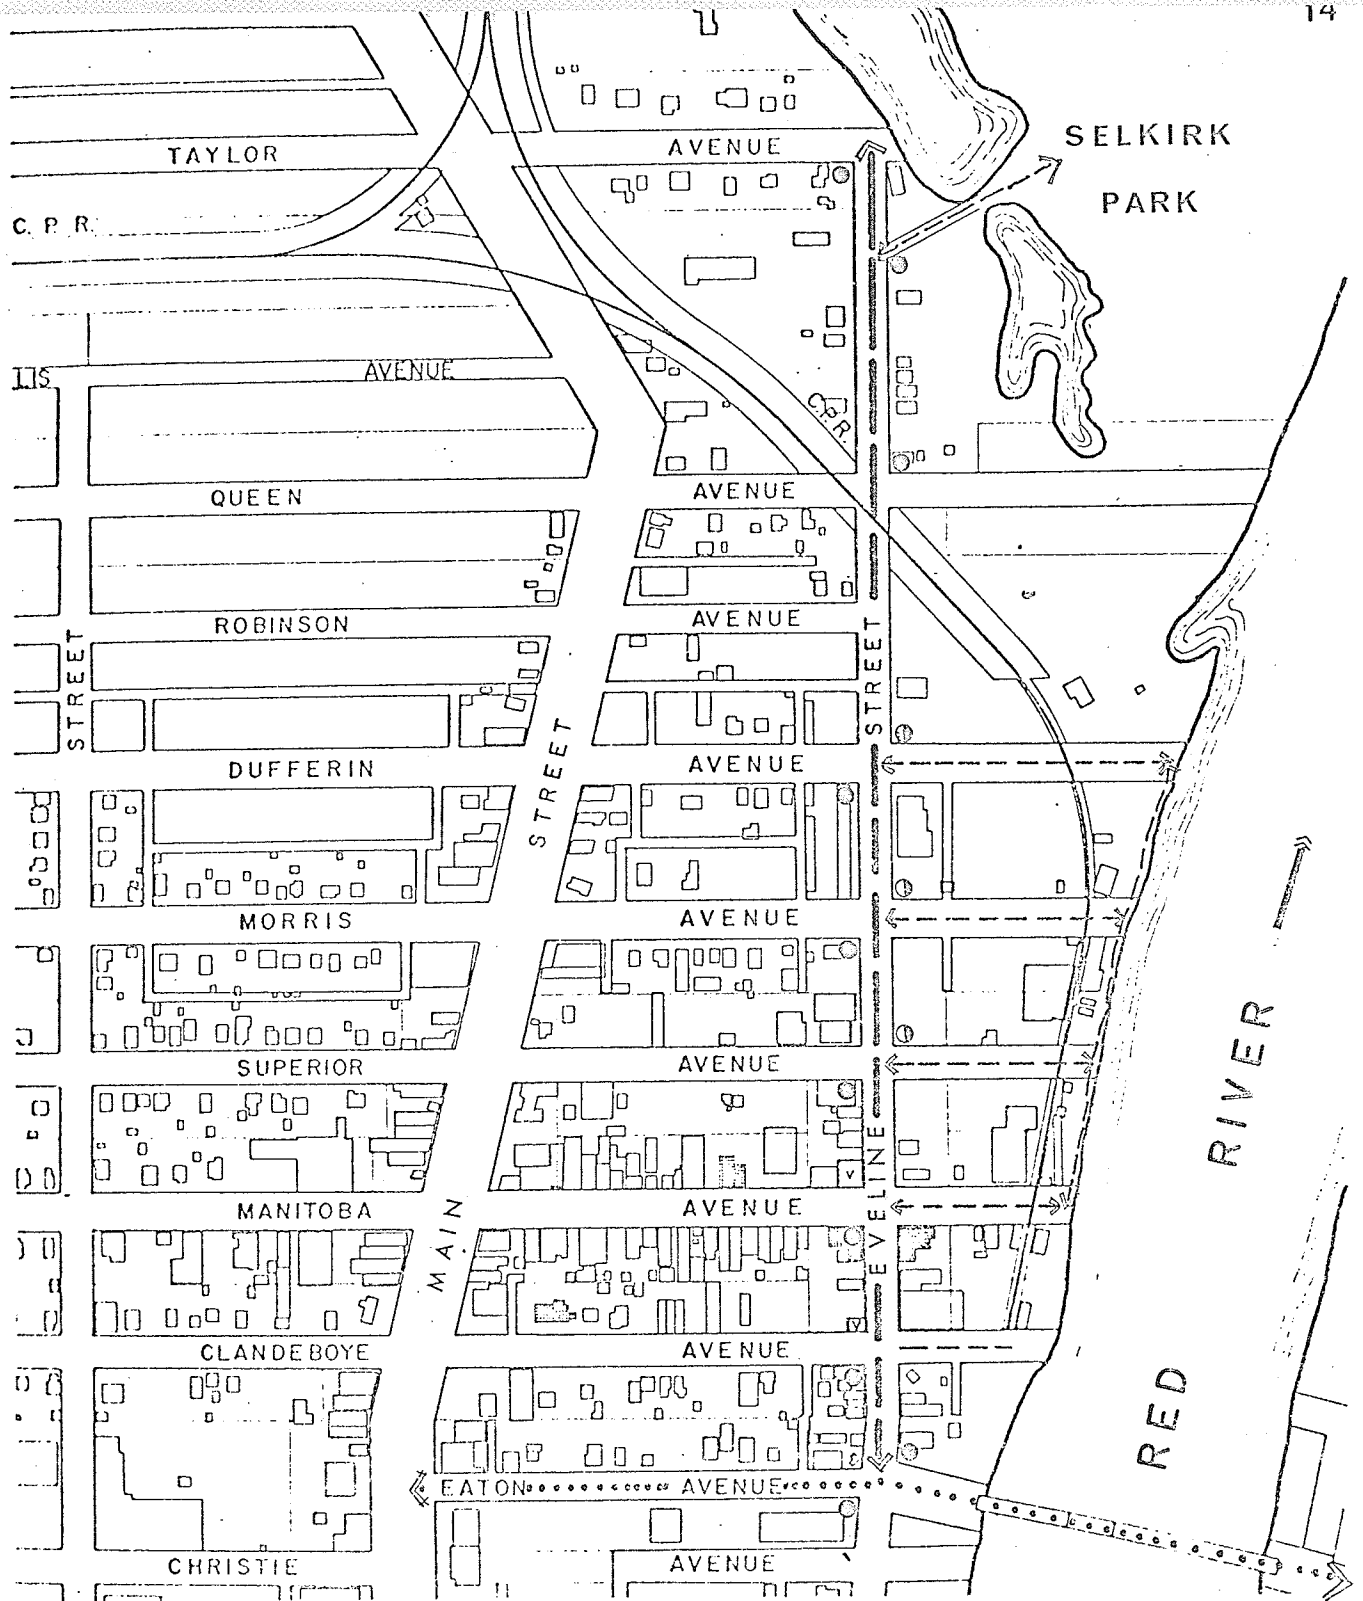 14
SELKIRK
PARK
TAYLOR AVENUE
C. P. R.
LIS AVENUE
C.P.R.
QUEEN AVENUE
ROBINSON AVENUE
STREET
STREET
DUFFERIN AVENUE
STREET
MORRIS AVENUE
SUPERIOR AVENUE
RIVER
EVELINE
MANITOBA AVENUE
MAIN
CLANDEBOYE AVENUE
RED
EATON AVENUE
CHRISTIE AVENUE
V
V